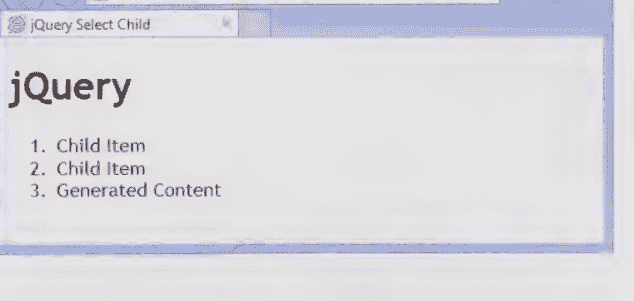 jQuery Select Child
jQuery
1. Child Item
2. Child Item
3. Generated Content